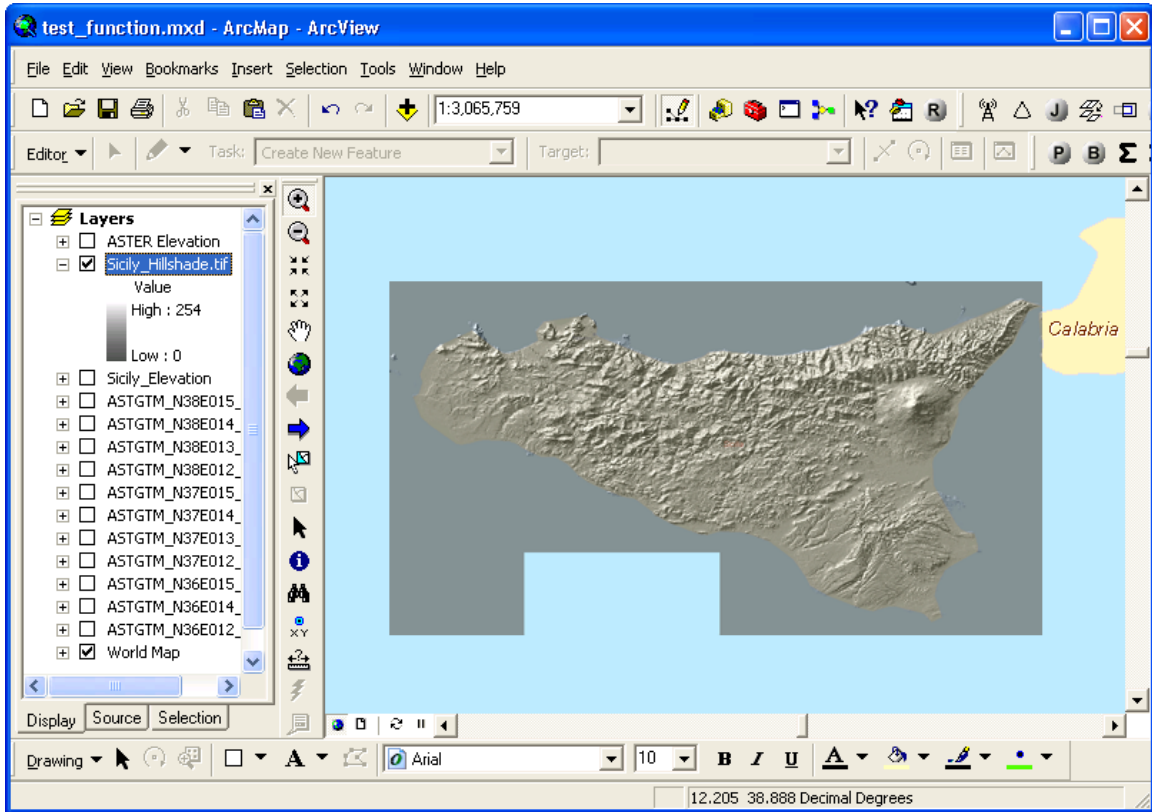 test_function.mxd - ArcMap - ArcView
File Edit View Bookmarks Insert Selection Tools Window Help
1:3,065,759
R
J
Editor
Task: Create New Feature
Target:
P B Σ
Layers
ASTER Elevation
Sicily_Hillshade.tif
Value
High : 254
Low : 0
Sicily_Elevation
ASTGTM_N38E015_
ASTGTM_N38E014_
ASTGTM_N38E013_
ASTGTM_N38E012_
ASTGTM_N37E015_
ASTGTM_N37E014_
ASTGTM_N37E013_
ASTGTM_N37E012_
ASTGTM_N36E015_
ASTGTM_N36E014_
ASTGTM_N36E012_
World Map
Display Source Selection
XY
Calabria
Drawing
A
Arial
10
B I U A
12.205 38.888 Decimal Degrees